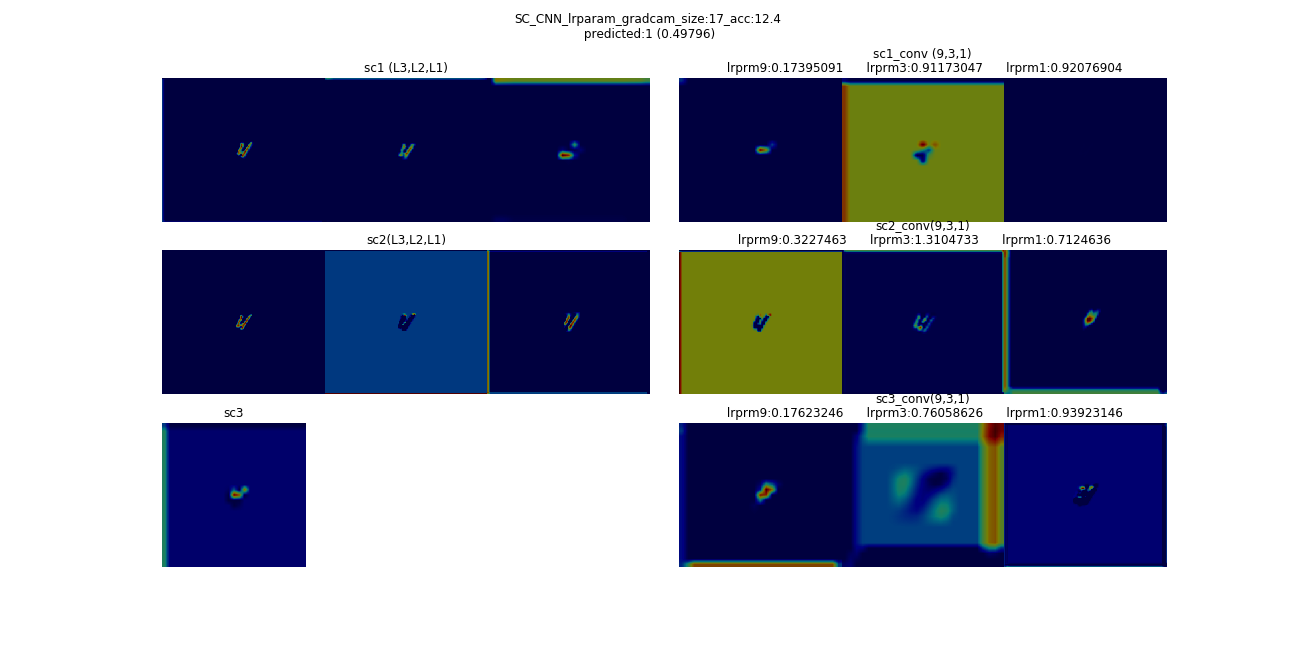 SC_CNN_lrparam_gradcam_size:17_acc:12.4
predicted:1 (0.49796)
sc1 (L3,L2,L1)
sc1_conv (9,3,1)
lrprm9:0.17395091 lrprm3:0.91173047 lrprm1:0.92076904
sc2(L3,L2,L1)
sc2_conv(9,3,1)
lrprm9:0.3227463 lrprm3:1.3104733 lrprm1:0.7124636
sc3
sc3_conv(9,3,1)
lrprm9:0.17623246 lrprm3:0.76058626 lrprm1:0.93923146